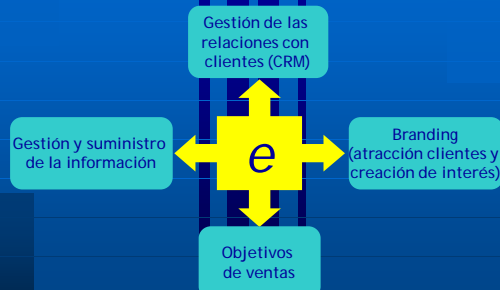 Gestión de las
relaciones con
clientes (CRM)
Gestión y suministro
de la información
e
Branding
(atracción clientes y
creación de interés)
Objetivos
de ventas